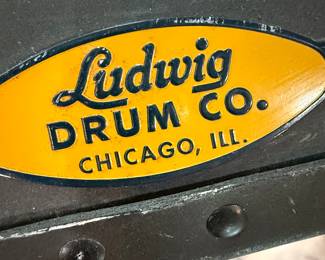 Ludwig
DRUM CO.
CHICAGO, ILL.